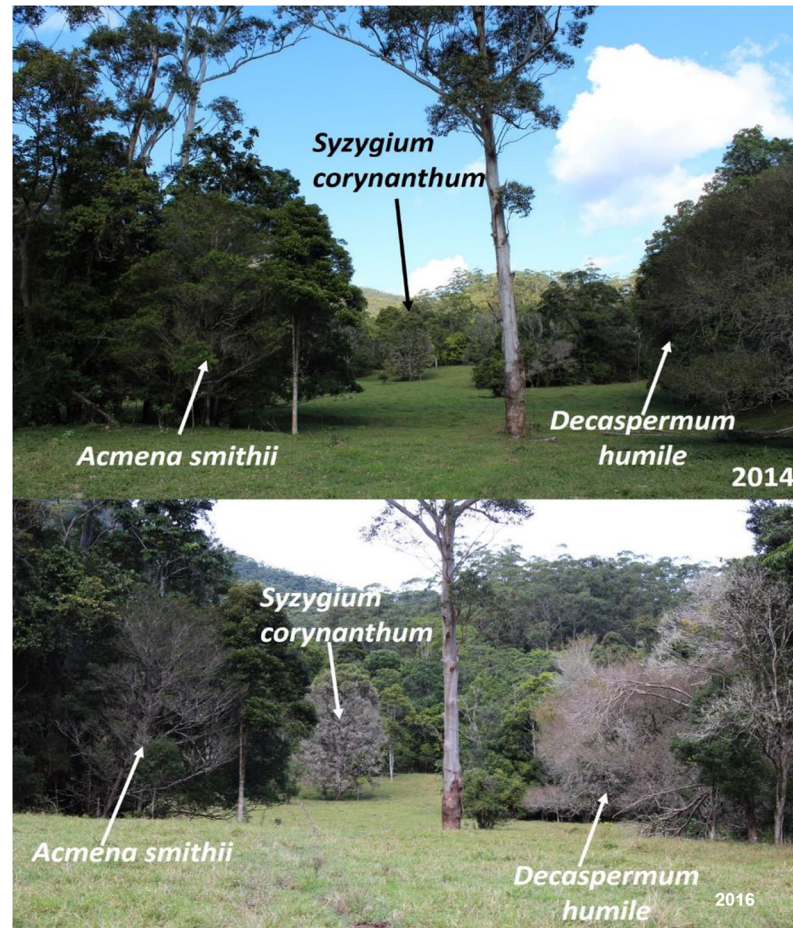 Syzygium
corynanthum
Acmena smithii
Decaspermum
humile
2014
Syzygium
corynanthum
Acmena smithii
Decaspermum
humile
2016